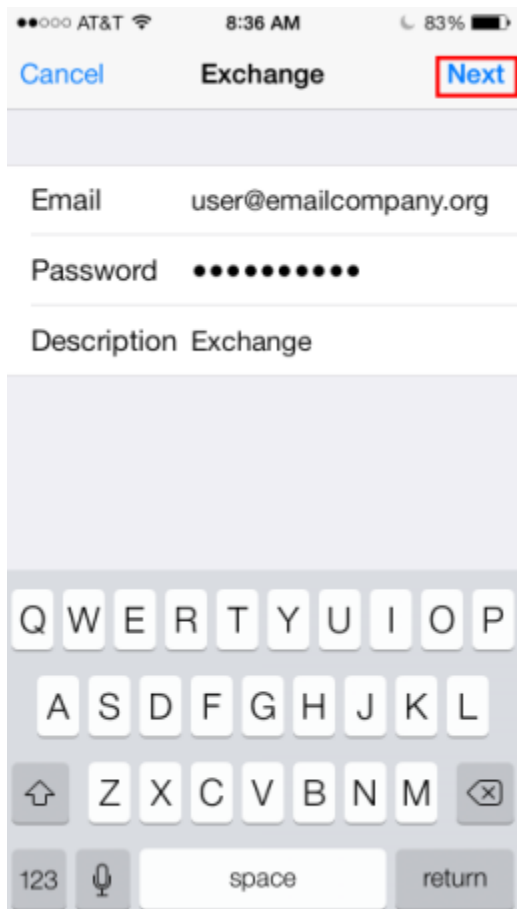 AT&T 8:36 AM 83%
Cancel Exchange Next
Email user@emailcompany.org
Password ••••••••••
Description Exchange
Q W E R T Y U I O P
A S D F G H J K L
Z X C V B N M
123 space return